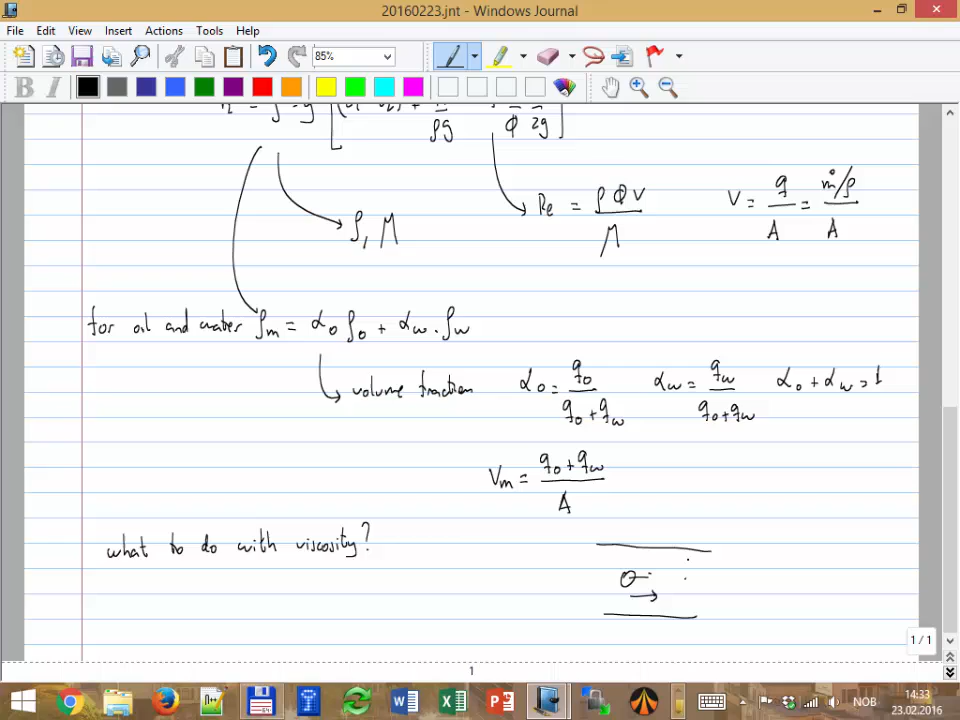 20160223.jnt - Windows Journal
File Edit View Insert Actions Tools Help
85%
B I
ρg Φ 2g
ρ, μ
Re = ρ Φ V / μ
V = q / A = ṁ/ρ / A
for oil and water ρm = αo ρo + αw · ρw
volume fraction αo = qo / qo + qw αw = qw / qo + qw αo + αw = 1
Vm = qo + qw / A
what to do with viscosity?
1 / 1
1
NOB
14:33
23.02.2016